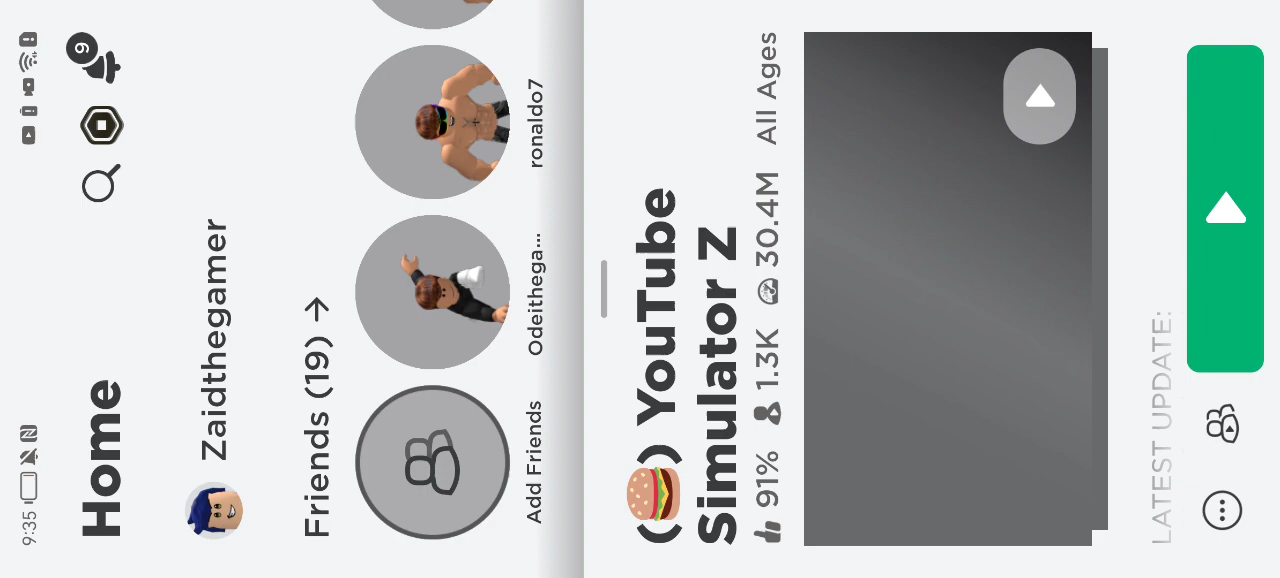 9:35
9
Home
Zaidthegamer
Friends (19) →
Add Friends
Odeithega...
ronaldo7
(🍔) YouTube
Simulator Z
91% 1.3K 30.4M All Ages
LATEST UPDATE: